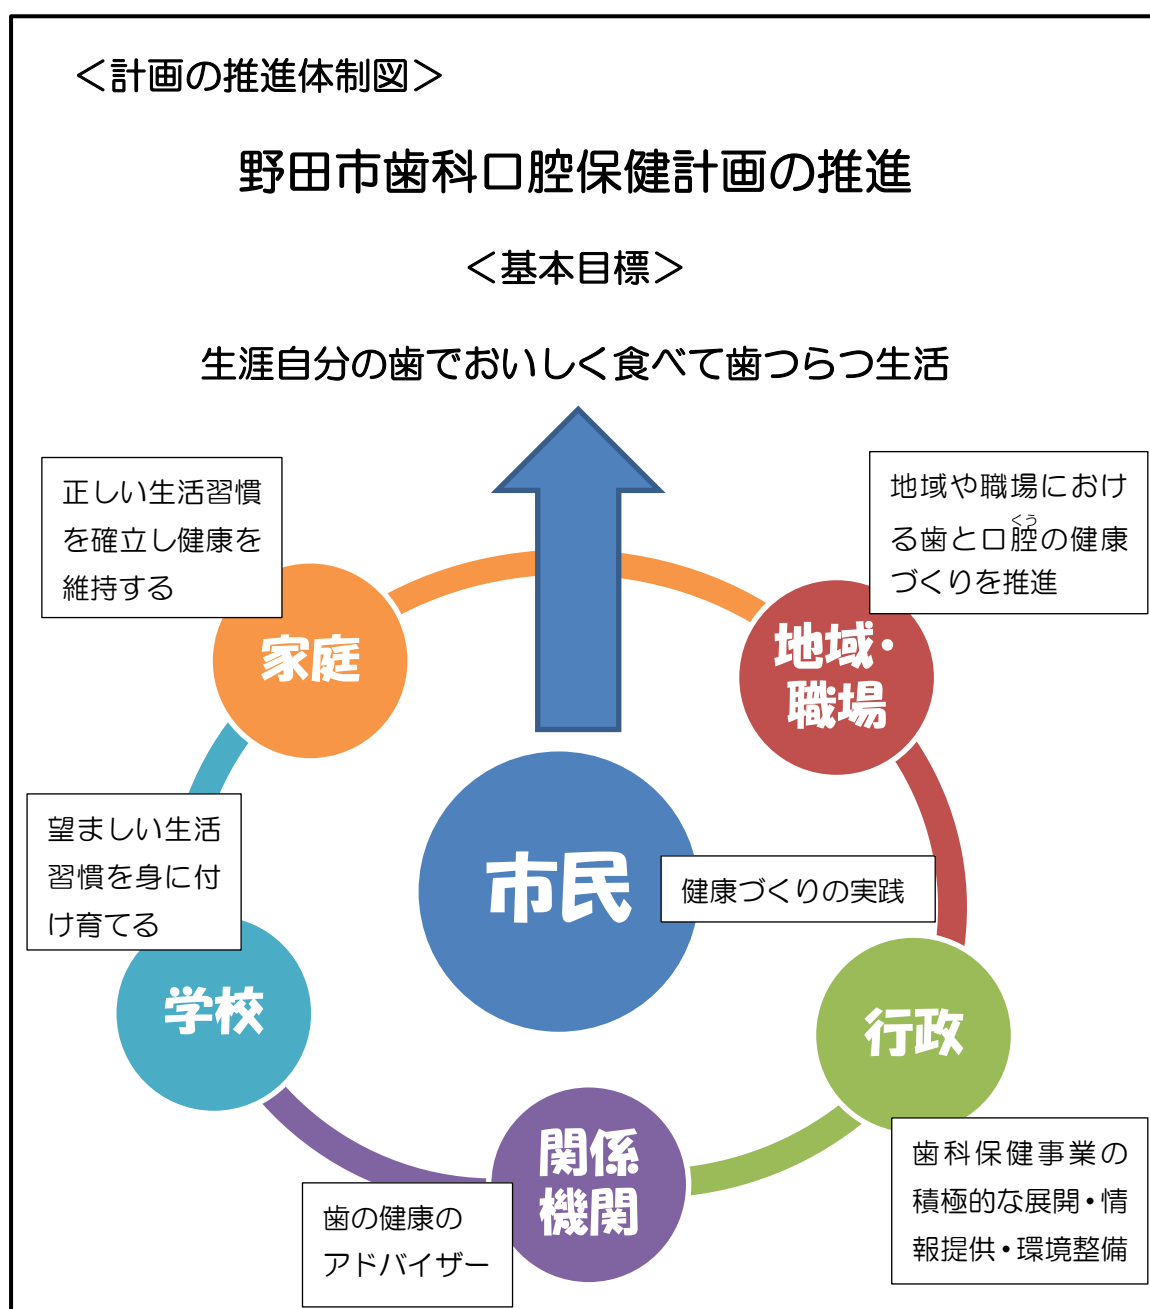 ＜計画の推進体制図＞
野田市歯科口腔保健計画の推進
＜基本目標＞
生涯自分の歯でおいしく食べて歯つらつ生活
正しい生活習慣
を確立し健康を
維持する
家庭
地域や職場におけ
くう
る歯と口腔の健康
づくりを推進
地域・
職場
望ましい生活
習慣を身に付
け育てる
学校
市民
健康づくりの実践
行政
歯科保健事業の
積極的な展開・情
報提供・環境整備
関係
機関
歯の健康の
アドバイザー